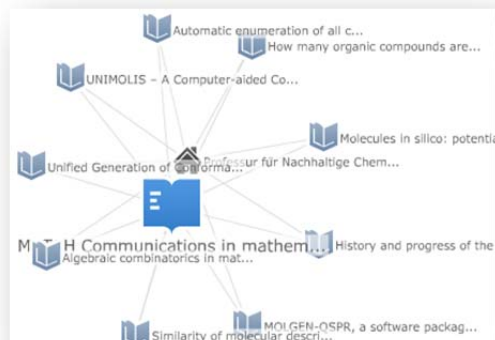 Automatic enumeration of all c...
How many organic compounds are...
UNIMOLIS – A Computer-aided Co...
Molecules in silico: potentia
Professur für Nachhaltige Chem...
Unified Generation of Conforma...
H Communications in mathem...
History and progress of the
Algebraic combinatorics in mat...
MOLGEN-QSPR, a software packag...
Similarity of molecular descri...